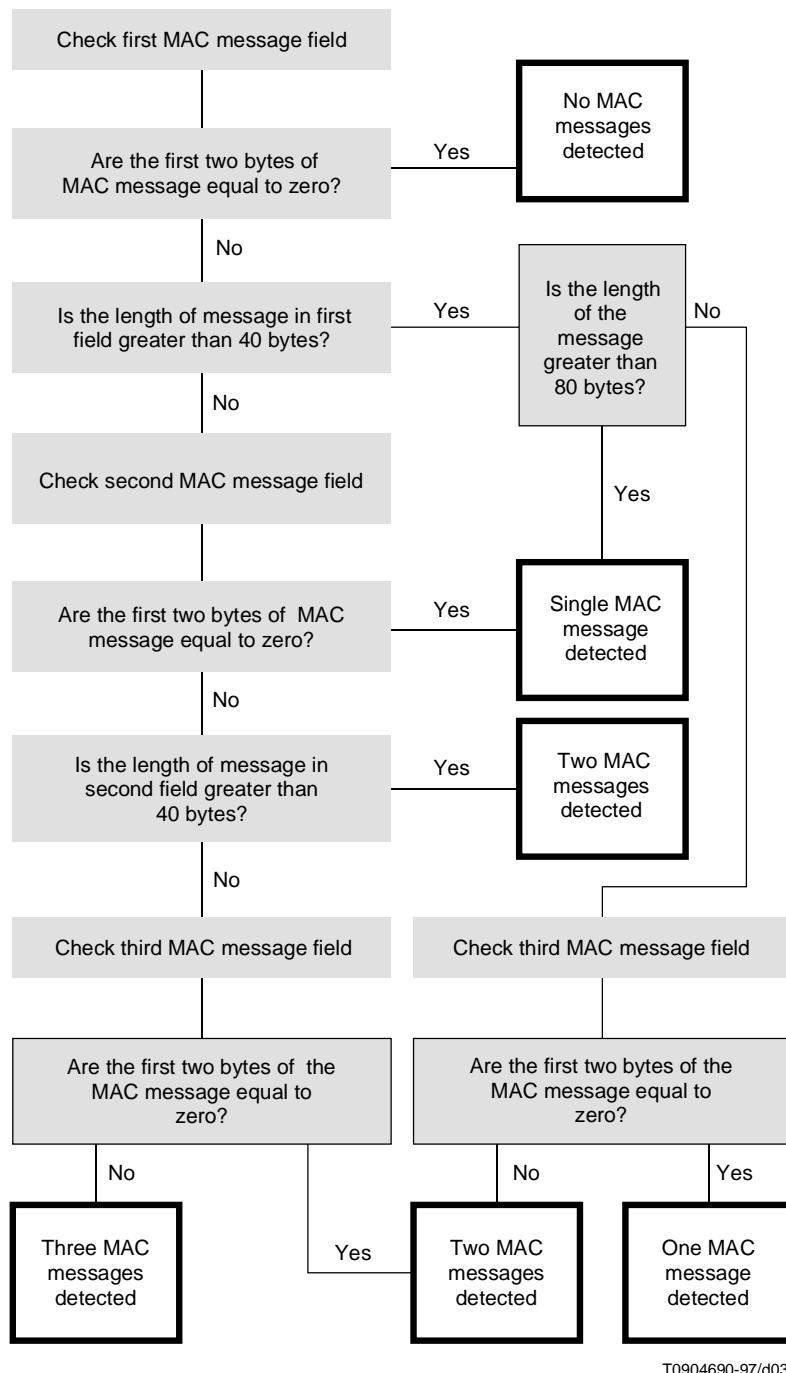 Check first MAC message field
No MAC
messages
detected
Are the first two bytes of
MAC message equal to zero?
Yes
No
Is the length of message in first
field greater than 40 bytes?
Yes
Is the length
of the
message
greater than
80 bytes?
No
No
Check second MAC message field
Yes
Are the first two bytes of MAC
message equal to zero?
Yes
Single MAC
message
detected
No
Is the length of message in
second field greater than
40 bytes?
Yes
Two MAC
messages
detected
No
Check third MAC message field
Check third MAC message field
Are the first two bytes of the
MAC message equal to
zero?
Are the first two bytes of the
MAC message equal to
zero?
No
No
Yes
Three MAC
messages
detected
Yes
Two MAC
messages
detected
One MAC
message
detected
T0904690-97/d03